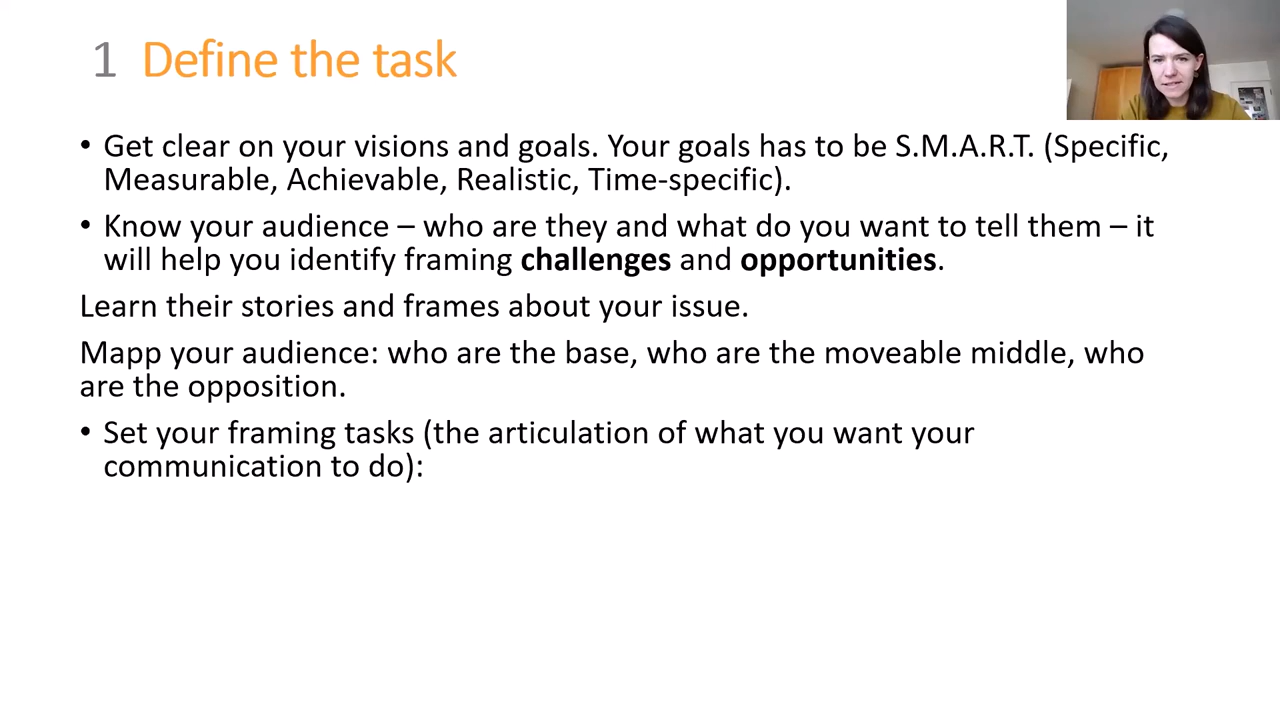 1 Define the task
• Get clear on your visions and goals. Your goals has to be S.M.A.R.T. (Specific,
Measurable, Achievable, Realistic, Time-specific).
• Know your audience – who are they and what do you want to tell them – it
will help you identify framing challenges and opportunities.
Learn their stories and frames about your issue.
Mapp your audience: who are the base, who are the moveable middle, who
are the opposition.
• Set your framing tasks (the articulation of what you want your
communication to do):